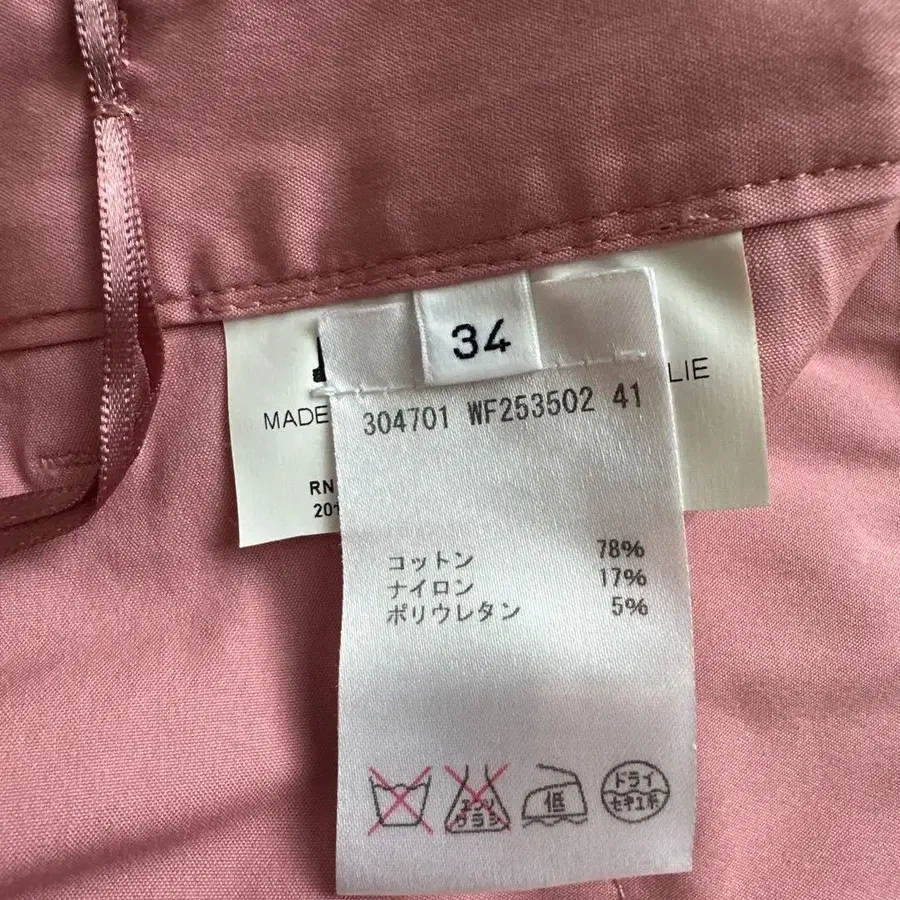 34
LIE
MADE
304701 WF253502 41
RN
コットン 78%
ナイロン 17%
ポリウレタン 5%
エンソ
サラシ
低
ドライ
セキユ系